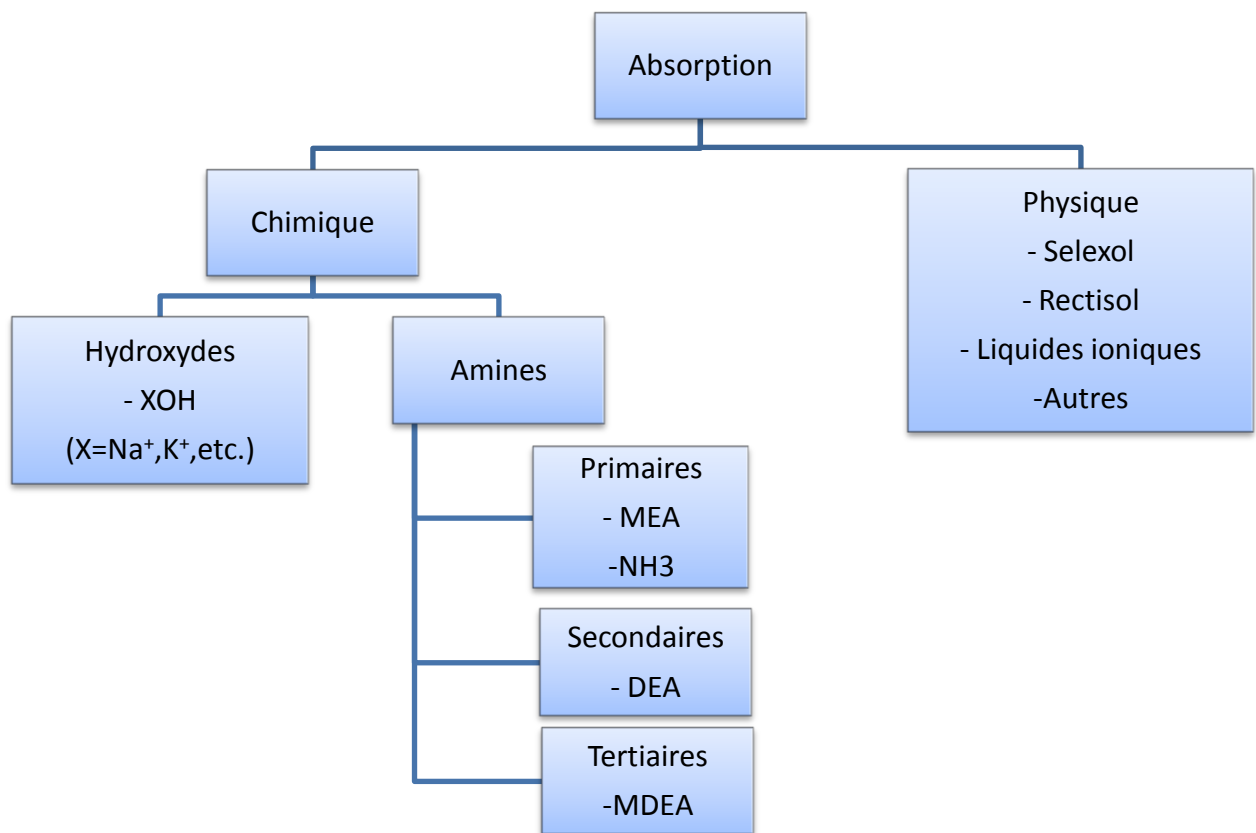 Absorption
Chimique
Physique
- Selexol
- Rectisol
- Liquides ioniques
-Autres
Hydroxydes
- XOH
(X=Na⁺,K⁺,etc.)
Amines
Primaires
- MEA
-NH3
Secondaires
- DEA
Tertiaires
-MDEA